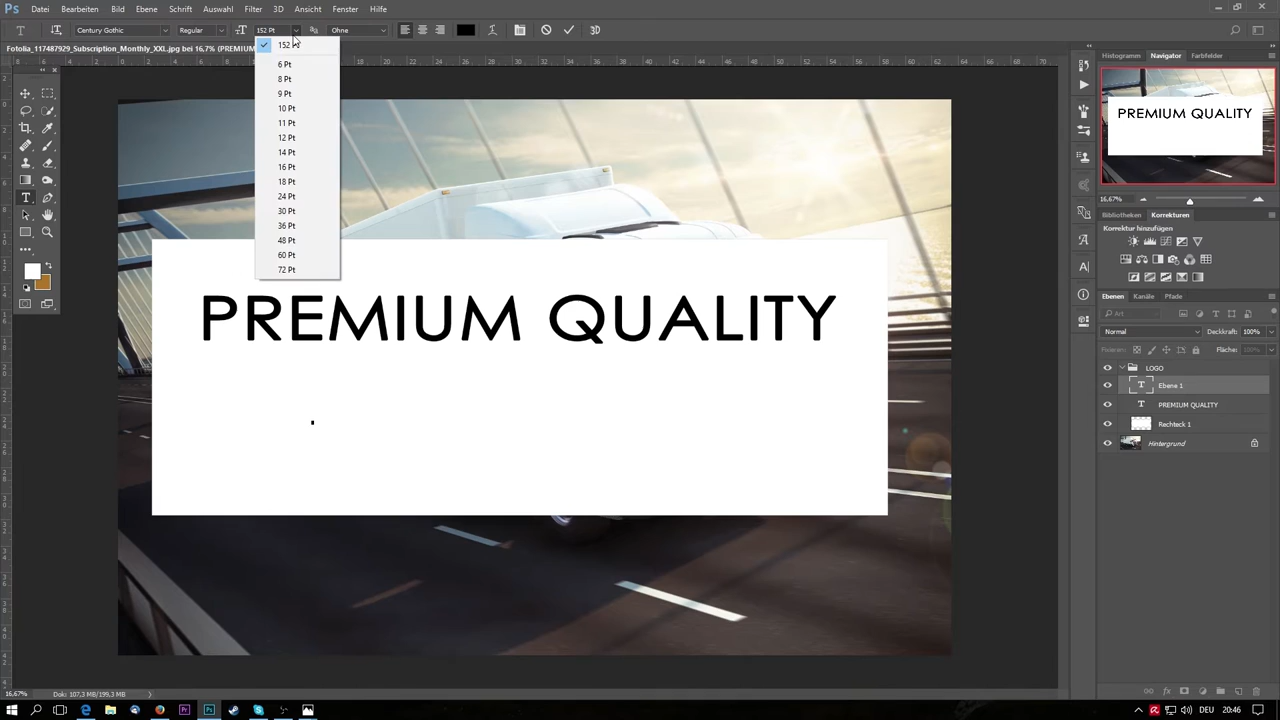 Ps Datei Bearbeiten Bild Ebene Schrift Auswahl Filter 3D Ansicht Fenster Hilfe
T Century Gothic Regular 152 Pt aa Ohne 3D
Fotolia_117487929_Subscription_Monthly_XXL.jpg bei 16,7% (PREMIUM
152 Pt
6 Pt
8 Pt
9 Pt
10 Pt
11 Pt
12 Pt
14 Pt
16 Pt
18 Pt
24 Pt
30 Pt
36 Pt
48 Pt
60 Pt
72 Pt
PREMIUM QUALITY
Histogramm Navigator Farbfelder
PREMIUM QUALITY
16,67%
Bibliotheken Korrekturen
Korrektur hinzufügen
Ebenen Kanäle Pfade
Art
Normal Deckkraft: 100%
Fixieren: Fläche: 100%
LOGO
T Ebene 1
T PREMIUM QUALITY
Rechteck 1
Hintergrund
16,67% Dok: 107,3 MB/199,3 MB
DEU 20:46